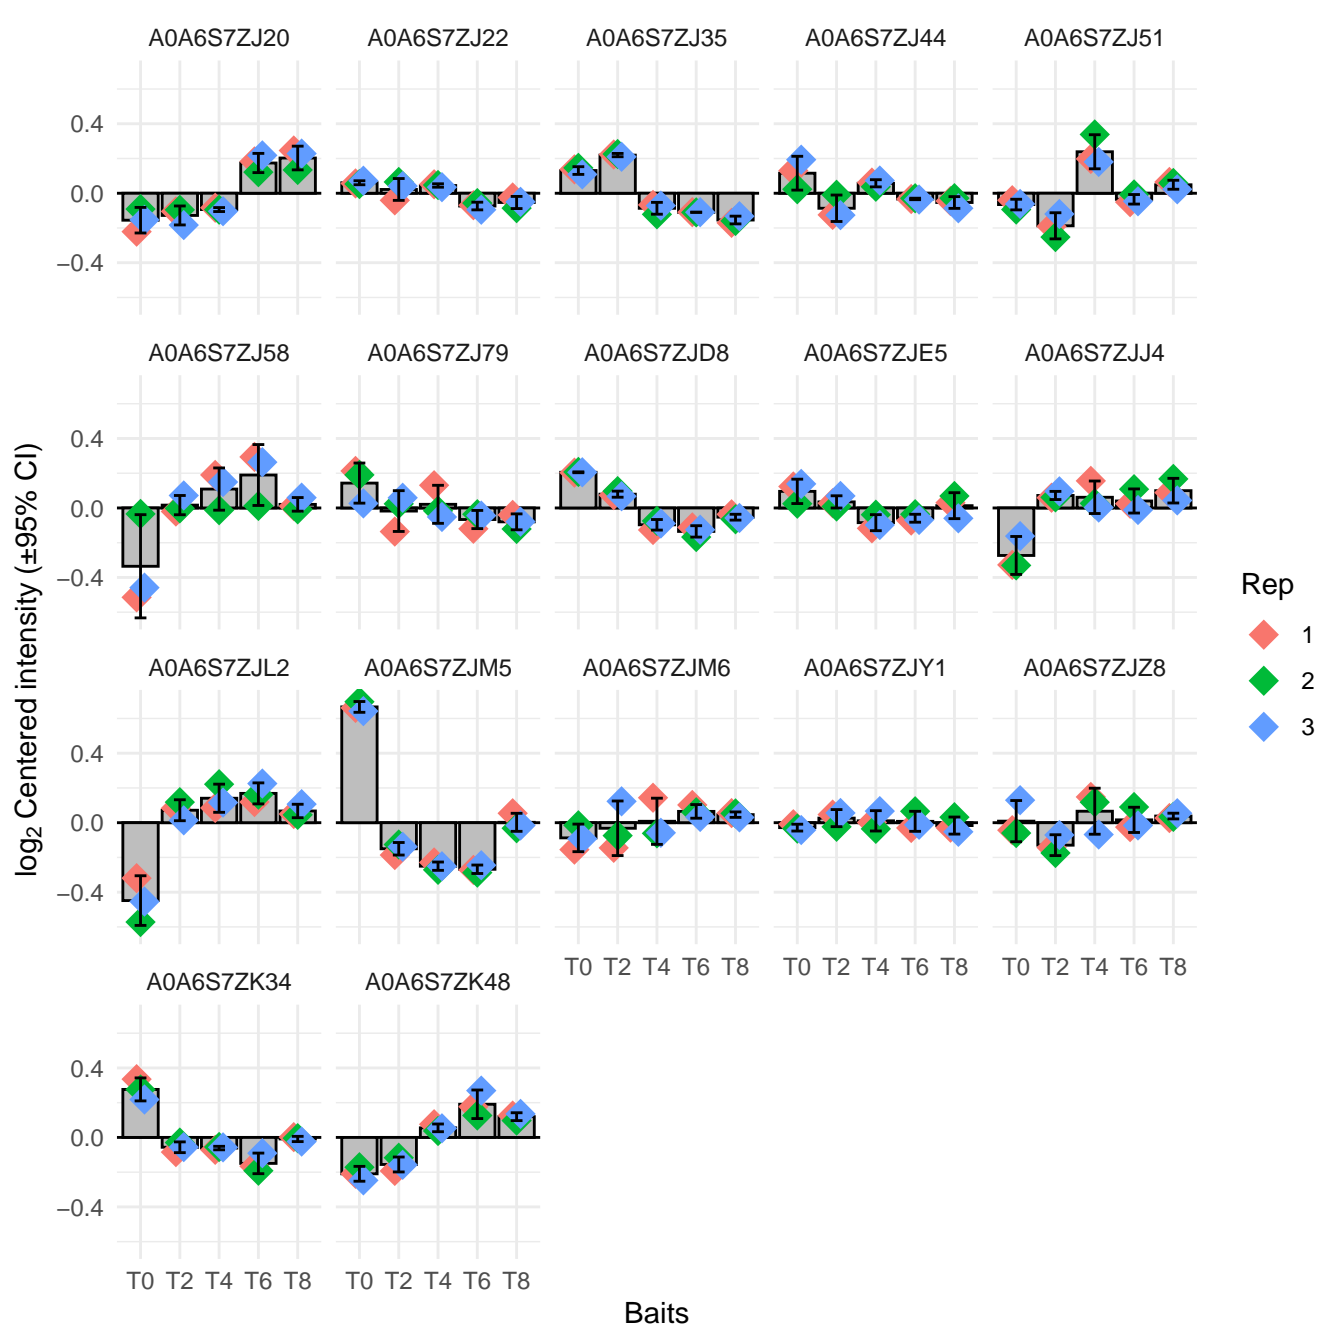 A0A6S7ZJ20 A0A6S7ZJ22 A0A6S7ZJ35 A0A6S7ZJ44 A0A6S7ZJ51
0.4
0.0
−0.4
A0A6S7ZJ58 A0A6S7ZJ79 A0A6S7ZJD8 A0A6S7ZJE5 A0A6S7ZJJ4
0.4
0.0
−0.4
A0A6S7ZJL2 A0A6S7ZJM5 A0A6S7ZJM6 A0A6S7ZJY1 A0A6S7ZJZ8
0.4
0.0
−0.4
T0 T2 T4 T6 T8 T0 T2 T4 T6 T8 T0 T2 T4 T6 T8
A0A6S7ZK34 A0A6S7ZK48
0.4
0.0
−0.4
T0 T2 T4 T6 T8 T0 T2 T4 T6 T8
Baits
log2 Centered intensity (±95% CI)
Rep
1
2
3